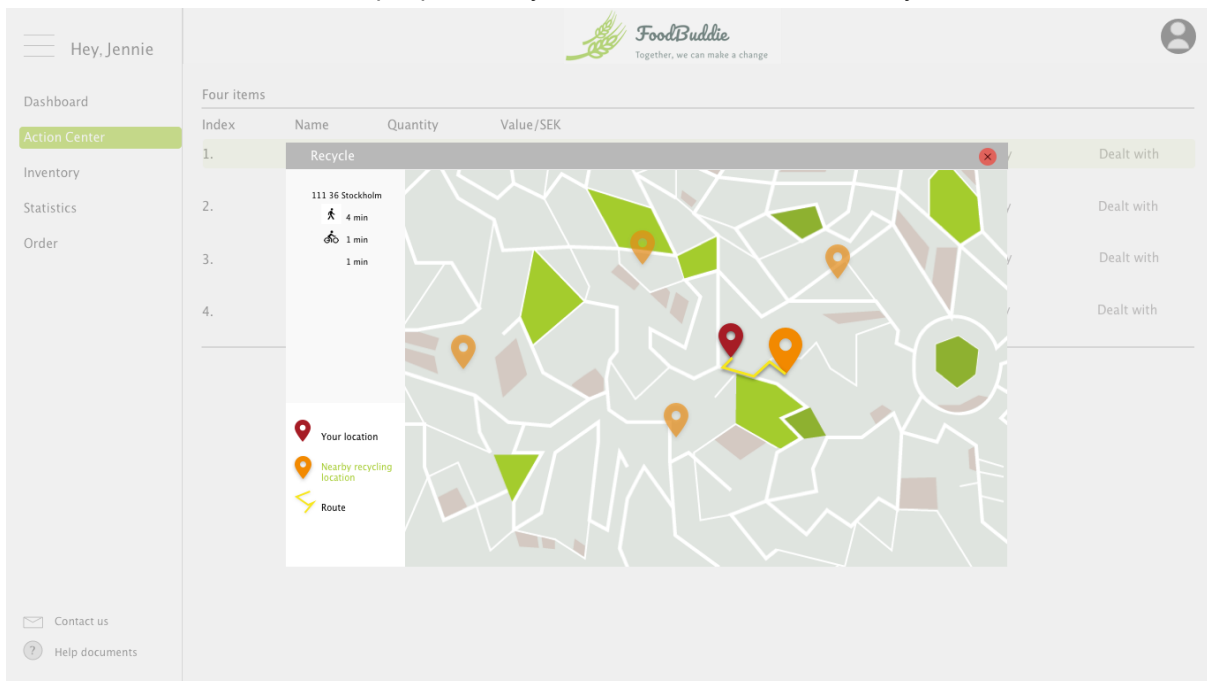 Hey, Jennie
FoodBuddie
Together, we can make a change
Dashboard
Action Center
Inventory
Statistics
Order
Four items
Index Name Quantity Value/SEK
1. Dealt with
2. Dealt with
3. Dealt with
4. Dealt with
Recycle
111 36 Stockholm
4 min
1 min
1 min
Your location
Nearby recycling
location
Route
Contact us
? Help documents